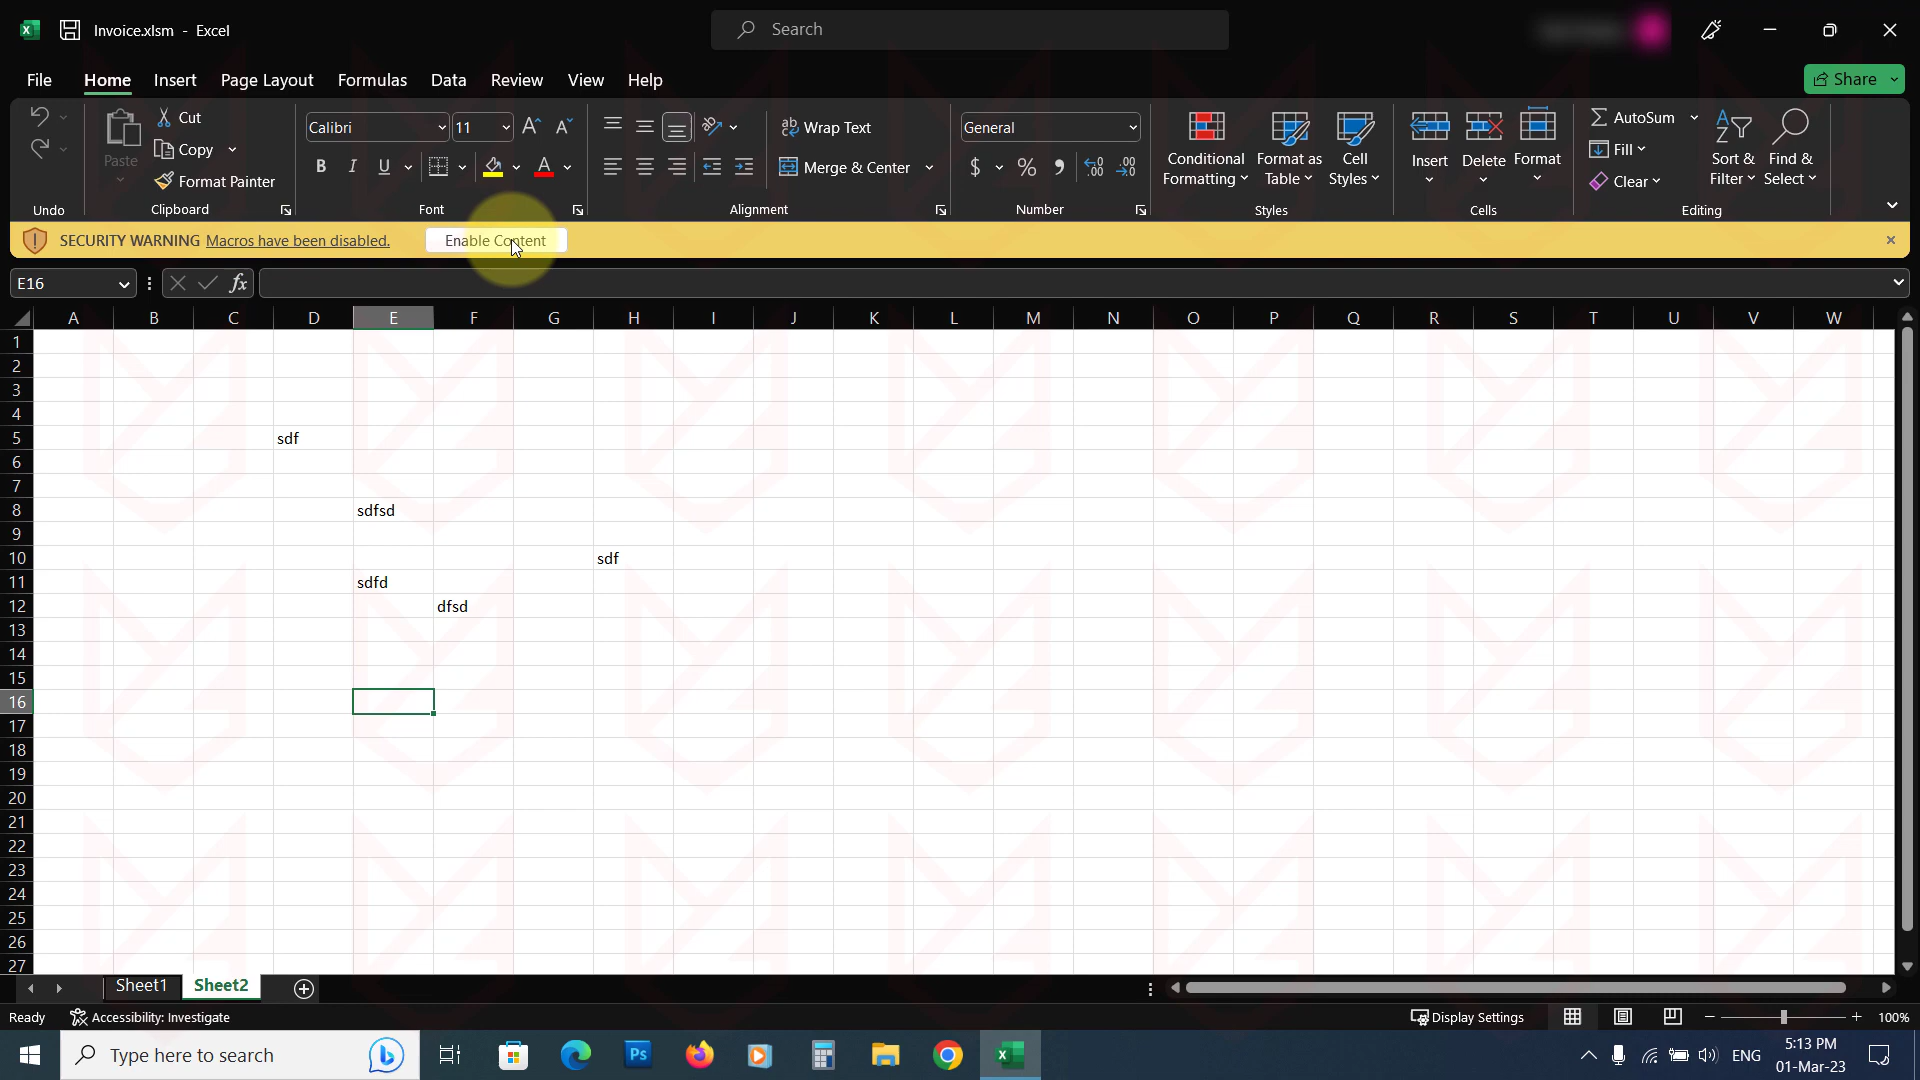 Invoice.xlsm - Excel
Search
File Home Insert Page Layout Formulas Data Review View Help
Share
Paste
Cut
Copy
Format Painter
Calibri
11
B I U
A
ab Wrap Text
Merge & Center
General
$ % 9
Conditional Formatting
Format as Table
Cell Styles
Insert
Delete
Format
AutoSum
Fill
Clear
Sort & Filter
Find & Select
Undo Clipboard Font Alignment Number Styles Cells Editing
SECURITY WARNING Macros have been disabled. Enable Content
E16
fx
A B C D E F G H I J K L M N O P Q R S T U V W
1
2
3
4
5 sdf
6
7
8 sdfsd
9
10 sdf
11 sdfd
12 dfsd
13
14
15
16
17
18
19
20
21
22
23
24
25
26
27
Sheet1 Sheet2
Ready Accessibility: Investigate Display Settings 100%
Type here to search
Ps
ENG
5:13 PM
01-Mar-23